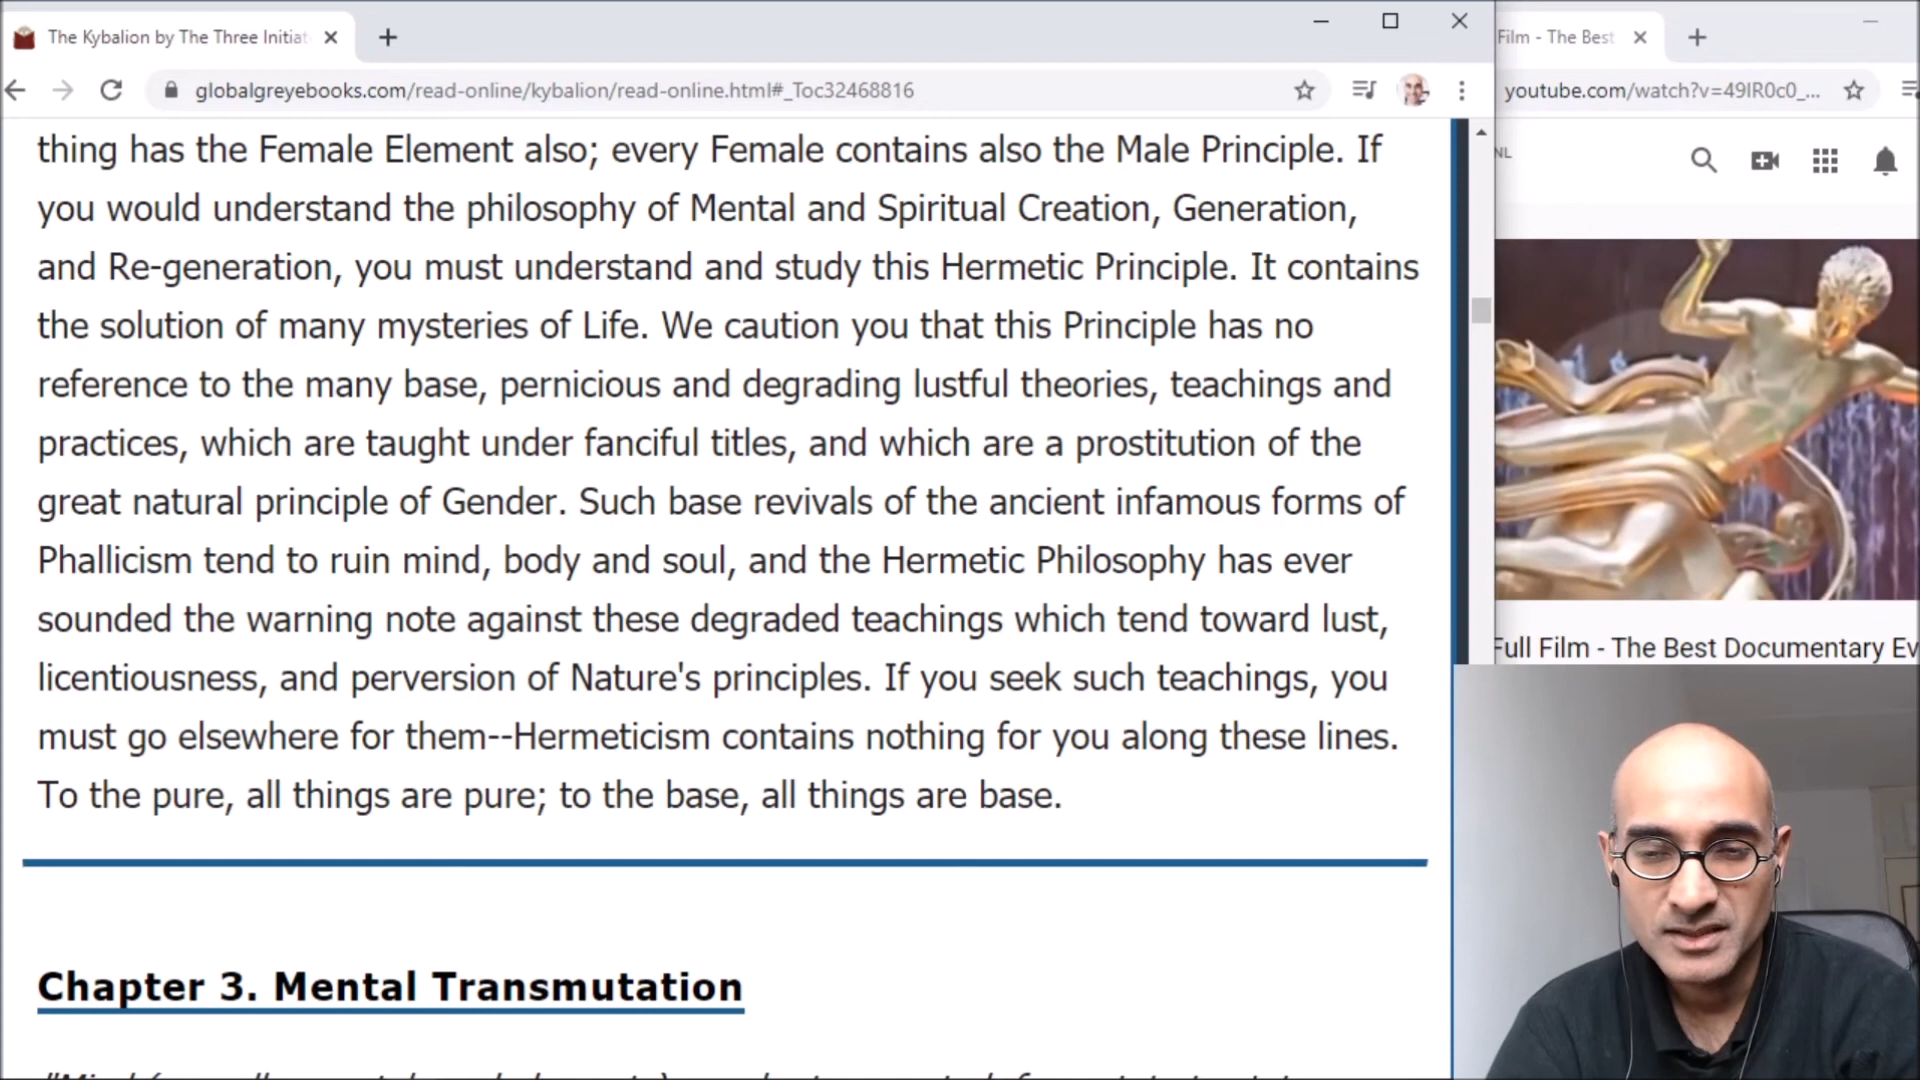 The Kybalion by The Three Initiat
Film - The Best
globalgreyebooks.com/read-online/kybalion/read-online.html#_Toc32468816
youtube.com/watch?v=49IR0c0_...
NL
thing has the Female Element also; every Female contains also the Male Principle. If
you would understand the philosophy of Mental and Spiritual Creation, Generation,
and Re-generation, you must understand and study this Hermetic Principle. It contains
the solution of many mysteries of Life. We caution you that this Principle has no
reference to the many base, pernicious and degrading lustful theories, teachings and
practices, which are taught under fanciful titles, and which are a prostitution of the
great natural principle of Gender. Such base revivals of the ancient infamous forms of
Phallicism tend to ruin mind, body and soul, and the Hermetic Philosophy has ever
sounded the warning note against these degraded teachings which tend toward lust,
licentiousness, and perversion of Nature's principles. If you seek such teachings, you
must go elsewhere for them--Hermeticism contains nothing for you along these lines.
To the pure, all things are pure; to the base, all things are base.
Full Film - The Best Documentary Ev
Chapter 3. Mental Transmutation